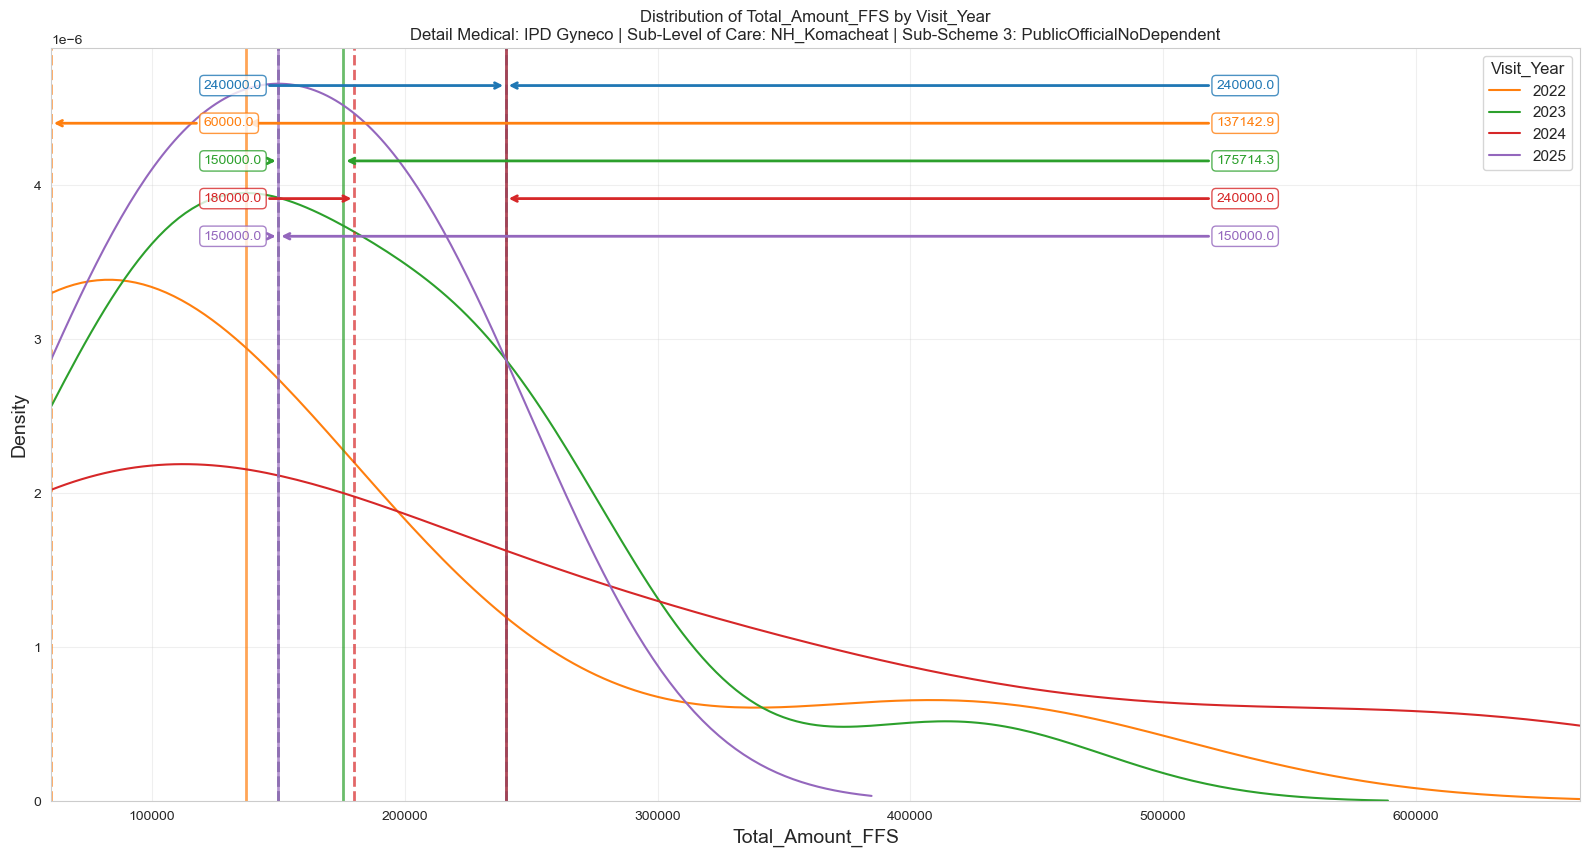 Distribution of Total_Amount_FFS by Visit_Year
Detail Medical: IPD Gyneco | Sub-Level of Care: NH_Komacheat | Sub-Scheme 3: PublicOfficialNoDependent
1e−6
Visit_Year
2022
2023
2024
2025
240000.0 240000.0
60000.0 137142.9
150000.0 175714.3
180000.0 240000.0
150000.0 150000.0
4
3
2
1
0
Density
100000 200000 300000 400000 500000 600000
Total_Amount_FFS